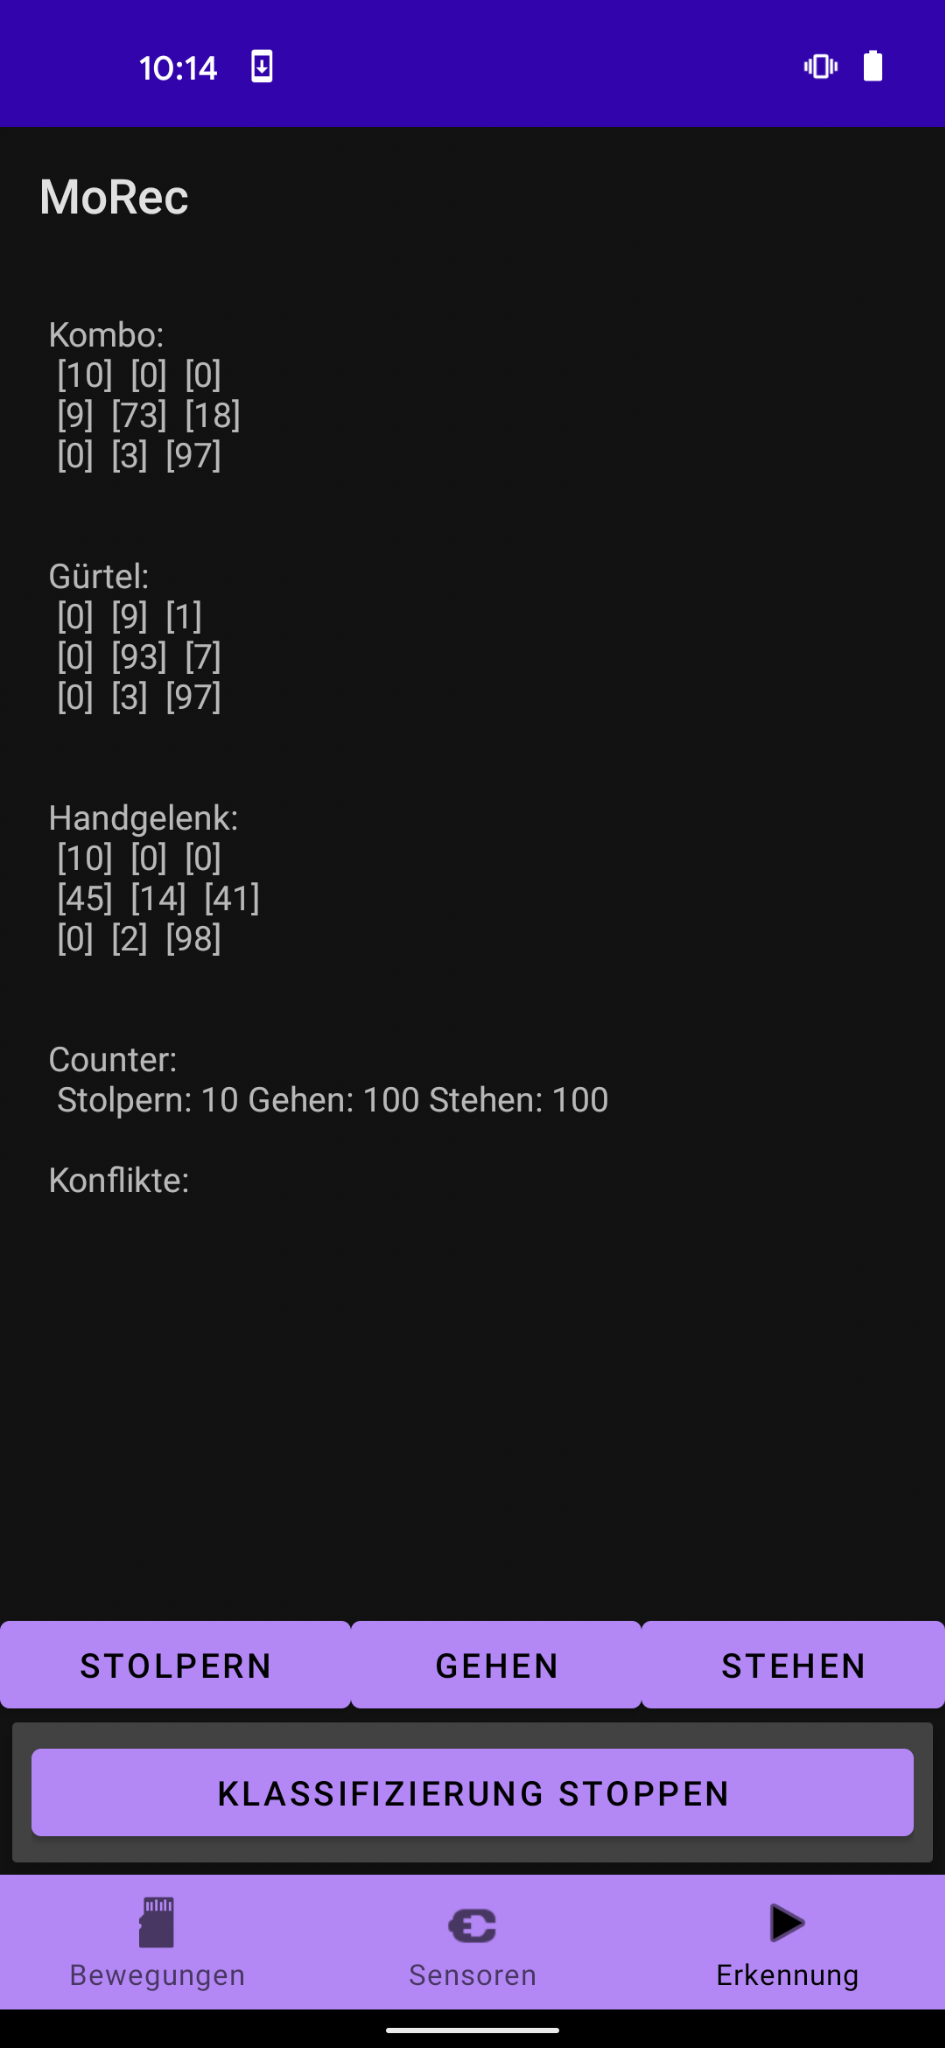 10:14
MoRec
Kombo:
[10] [0] [0]
[9] [73] [18]
[0] [3] [97]
Gürtel:
[0] [9] [1]
[0] [93] [7]
[0] [3] [97]
Handgelenk:
[10] [0] [0]
[45] [14] [41]
[0] [2] [98]
Counter:
Stolpern: 10 Gehen: 100 Stehen: 100
Konflikte:
STOLPERN GEHEN STEHEN
KLASSIFIZIERUNG STOPPEN
Bewegungen Sensoren Erkennung